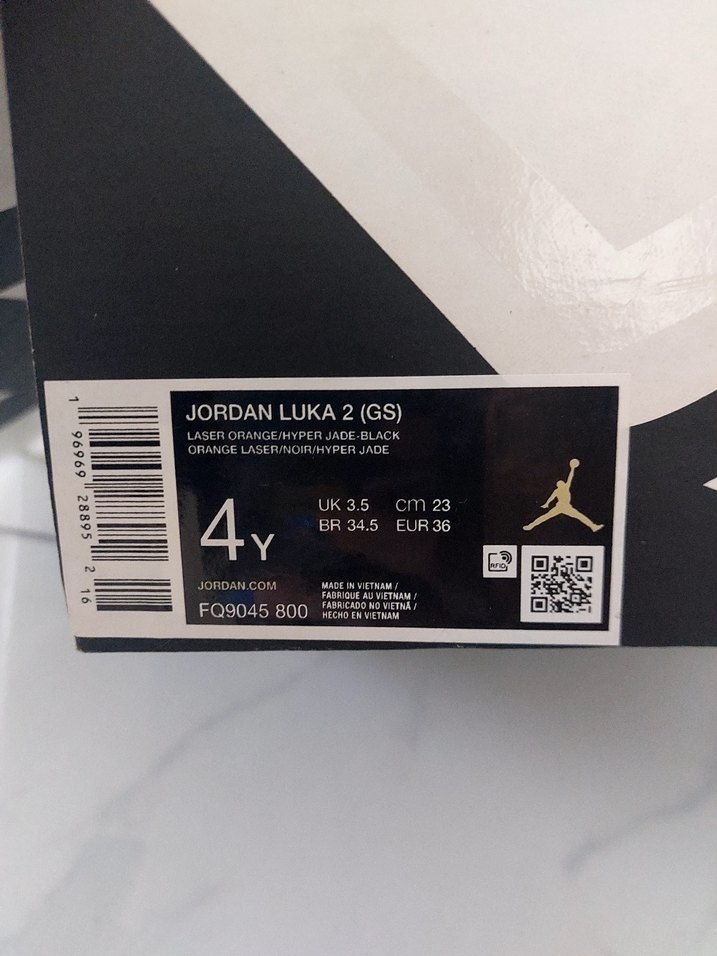 JORDAN LUKA 2 (GS)
LASER ORANGE/HYPER JADE-BLACK
ORANGE LASER/NOIR/HYPER JADE
4Y
UK 3.5 cm 23
BR 34.5 EUR 36
JORDAN.COM
FQ9045 800
MADE IN VIETNAM /
FABRIQUE AU VIETNAM /
FABRICADO NO VIETNÃ /
HECHO EN VIETNAM
RFID
1 96969 28895 2 16